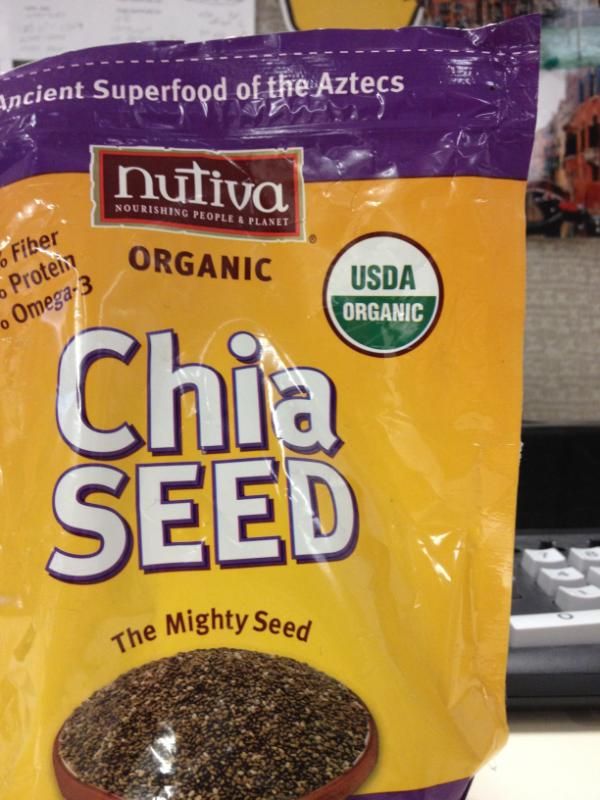 Ancient Superfood of the Aztecs
nutiva
NOURISHING PEOPLE & PLANET
®
ORGANIC
% Fiber
% Protein
% Omega-3
USDA
ORGANIC
Chia
SEED
The Mighty Seed